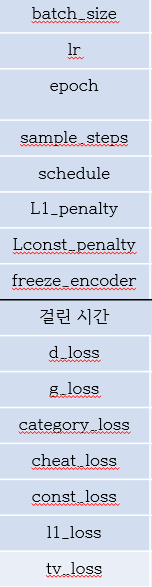 batch_size
lr
epoch
sample_steps
schedule
L1_penalty
Lconst_penalty
freeze_encoder
걸린 시간
d_loss
g_loss
category_loss
cheat_loss
const_loss
l1_loss
tv_loss